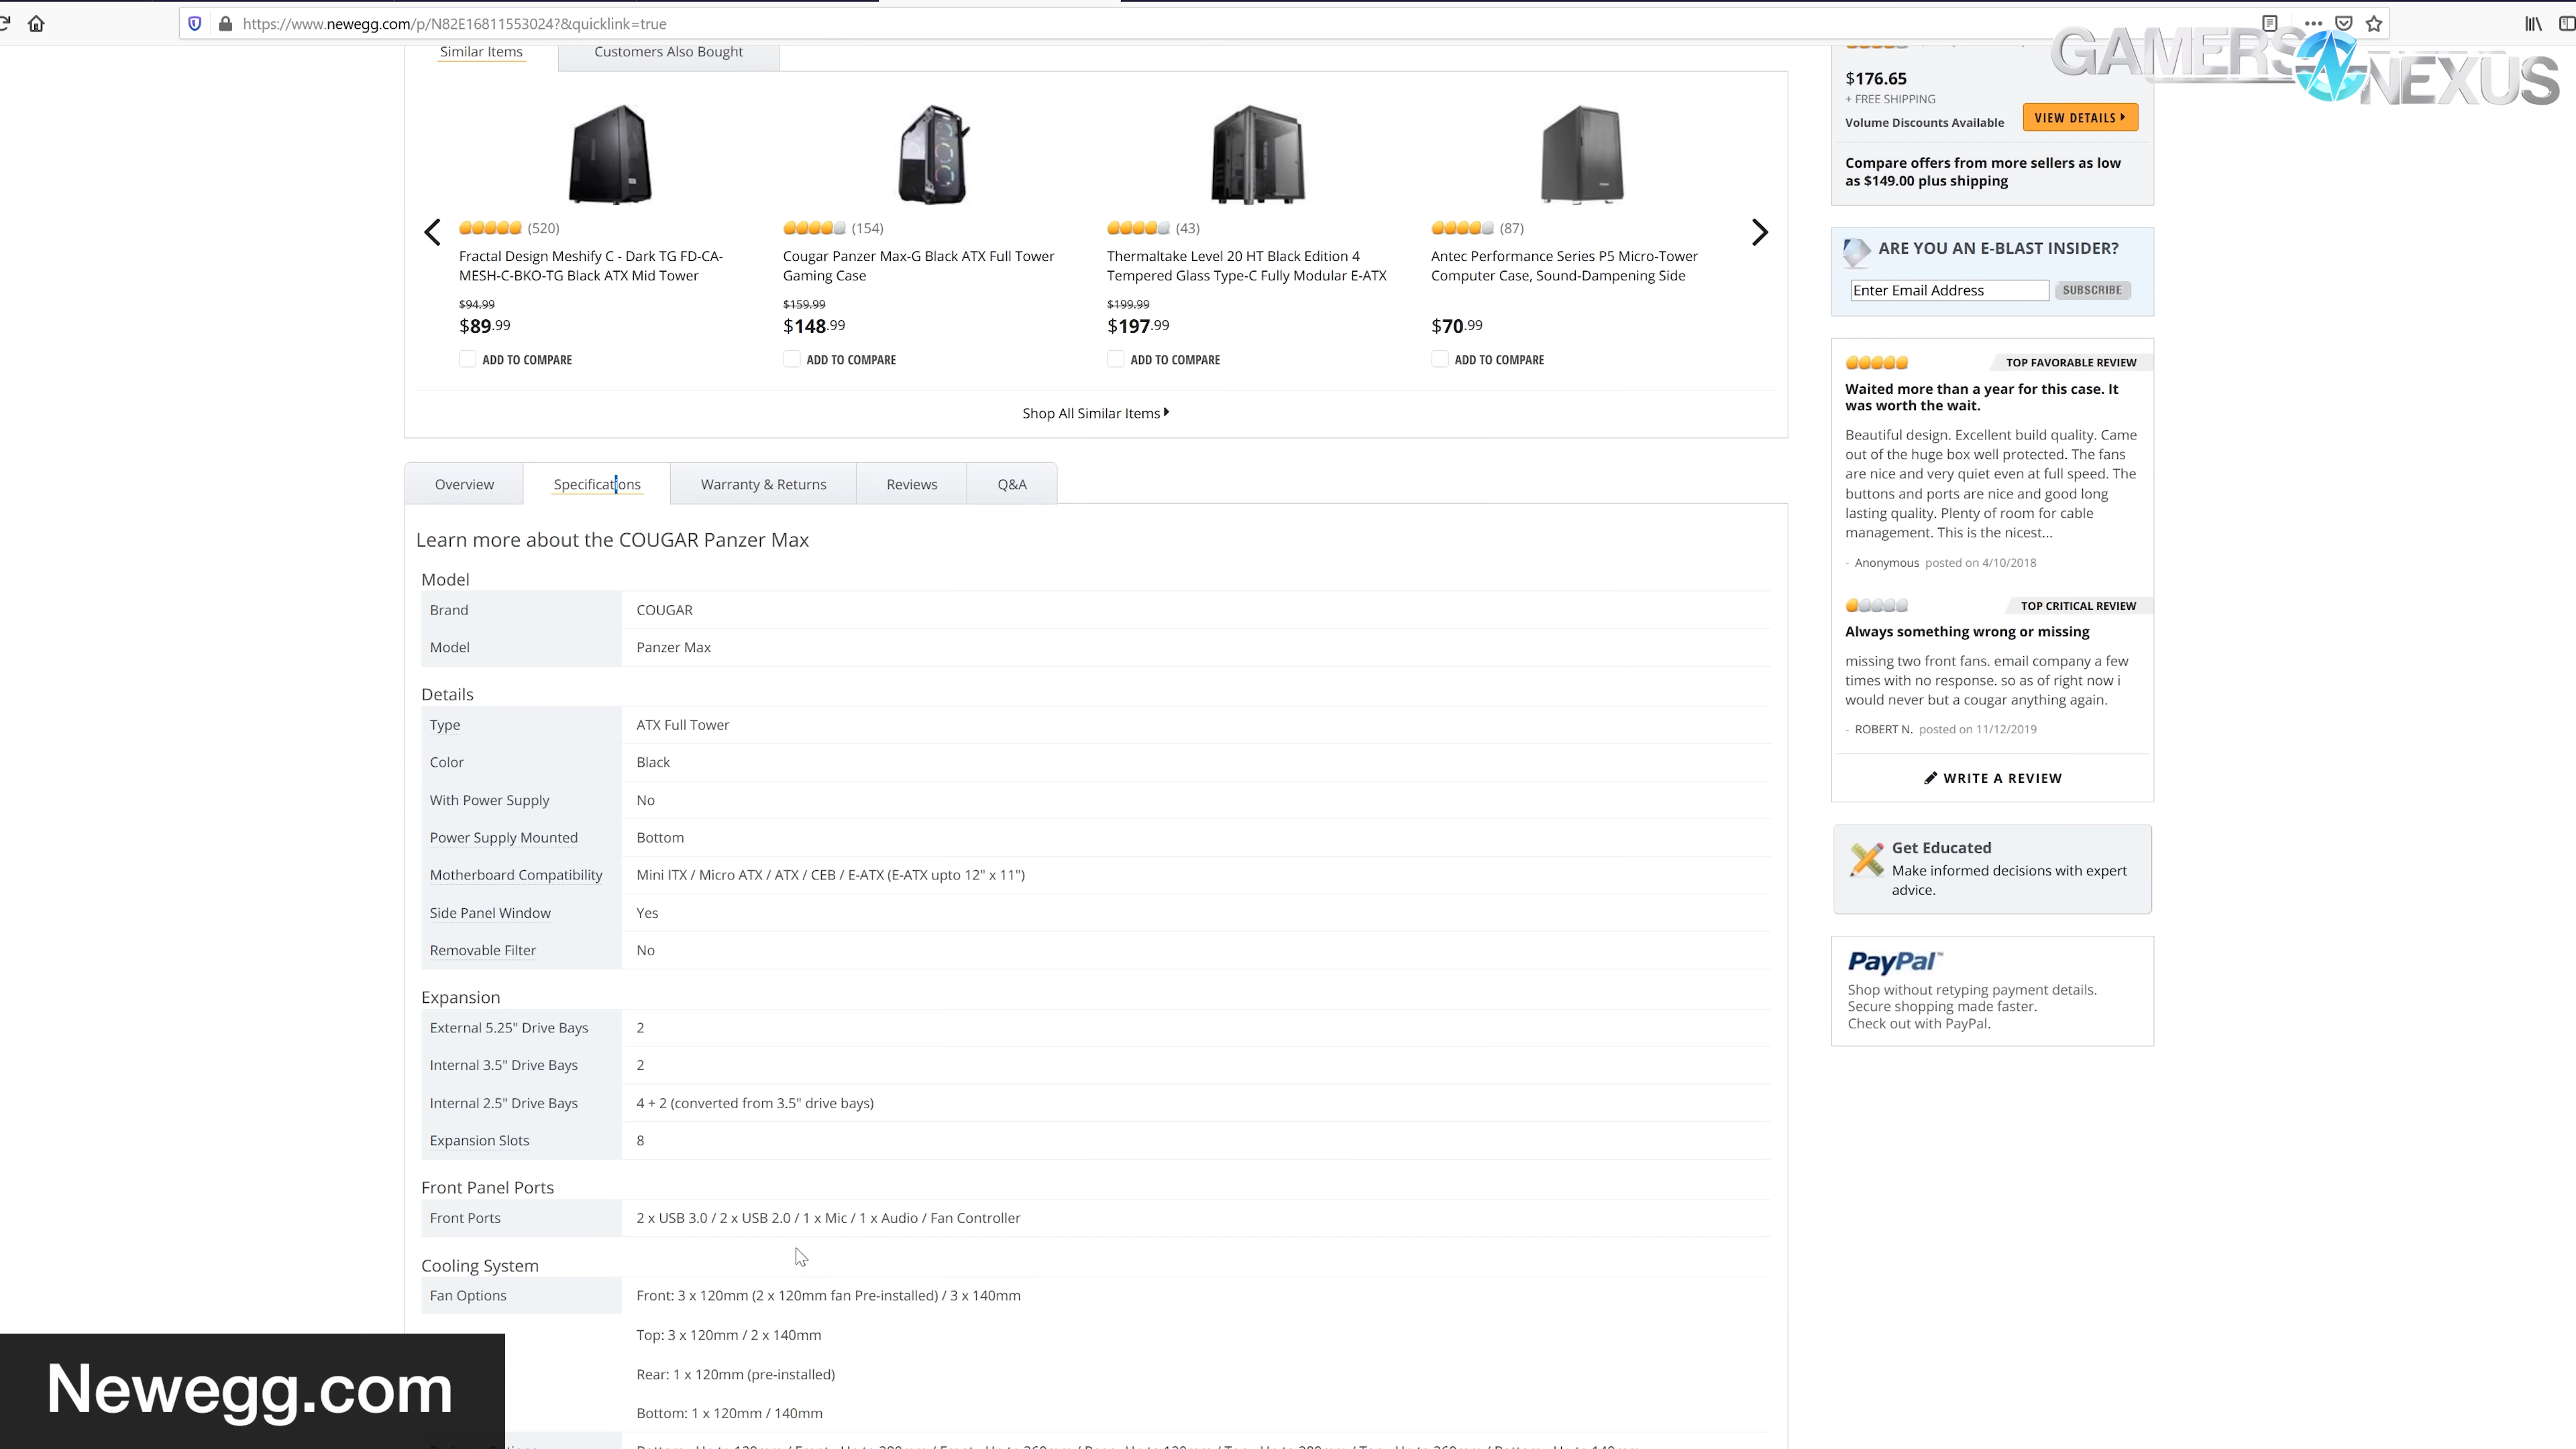 https://www.newegg.com/p/N82E16811553024?&quicklink=true
GAMERS NEXUS
Similar Items
Customers Also Bought
(520)
Fractal Design Meshify C - Dark TG FD-CA-
MESH-C-BKO-TG Black ATX Mid Tower
$94.99
$89.99
ADD TO COMPARE
(154)
Cougar Panzer Max-G Black ATX Full Tower
Gaming Case
$159.99
$148.99
ADD TO COMPARE
(43)
Thermaltake Level 20 HT Black Edition 4
Tempered Glass Type-C Fully Modular E-ATX
$199.99
$197.99
ADD TO COMPARE
(87)
Antec Performance Series P5 Micro-Tower
Computer Case, Sound-Dampening Side
$70.99
ADD TO COMPARE
Shop All Similar Items
Overview
Specifications
Warranty & Returns
Reviews
Q&A
Learn more about the COUGAR Panzer Max
Model
Brand COUGAR
Model Panzer Max
Details
Type ATX Full Tower
Color Black
With Power Supply No
Power Supply Mounted Bottom
Motherboard Compatibility Mini ITX / Micro ATX / ATX / CEB / E-ATX (E-ATX upto 12" x 11")
Side Panel Window Yes
Removable Filter No
Expansion
External 5.25" Drive Bays 2
Internal 3.5" Drive Bays 2
Internal 2.5" Drive Bays 4 + 2 (converted from 3.5" drive bays)
Expansion Slots 8
Front Panel Ports
Front Ports 2 x USB 3.0 / 2 x USB 2.0 / 1 x Mic / 1 x Audio / Fan Controller
Cooling System
Fan Options Front: 3 x 120mm (2 x 120mm fan Pre-installed) / 3 x 140mm
Top: 3 x 120mm / 2 x 140mm
Rear: 1 x 120mm (pre-installed)
Bottom: 1 x 120mm / 140mm
$176.65
+ FREE SHIPPING
Volume Discounts Available
VIEW DETAILS
Compare offers from more sellers as low
as $149.00 plus shipping
ARE YOU AN E-BLAST INSIDER?
Enter Email Address
SUBSCRIBE
TOP FAVORABLE REVIEW
Waited more than a year for this case. It
was worth the wait.
Beautiful design. Excellent build quality. Came
out of the huge box well protected. The fans
are nice and very quiet even at full speed. The
buttons and ports are nice and good long
lasting quality. Plenty of room for cable
management. This is the nicest...
- Anonymous posted on 4/10/2018
TOP CRITICAL REVIEW
Always something wrong or missing
missing two front fans. email company a few
times with no response. so as of right now i
would never but a cougar anything again.
- ROBERT N. posted on 11/12/2019
WRITE A REVIEW
Get Educated
Make informed decisions with expert
advice.
PayPal™
Shop without retyping payment details.
Secure shopping made faster.
Check out with PayPal.
Newegg.com